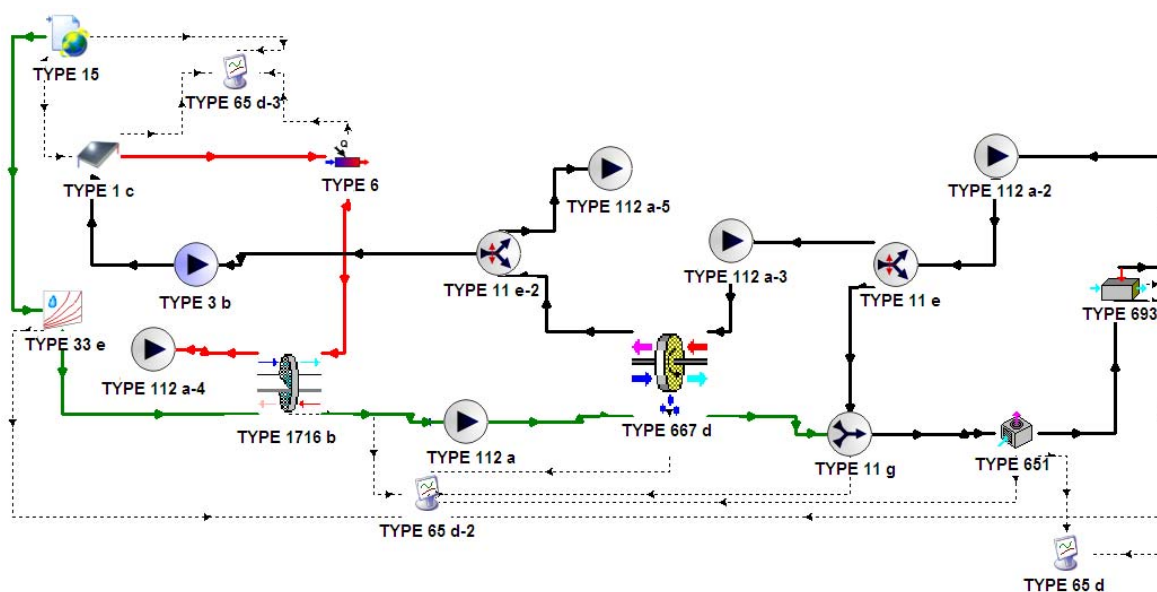 TYPE 15
TYPE 65 d-3
TYPE 1 c
TYPE 6
TYPE 112 a-5
TYPE 112 a-2
TYPE 3 b
TYPE 11 e-2
TYPE 112 a-3
TYPE 11 e
TYPE 693
TYPE 33 e
TYPE 112 a-4
TYPE 1716 b
TYPE 112 a
TYPE 667 d
TYPE 11 g
TYPE 651
TYPE 65 d-2
TYPE 65 d